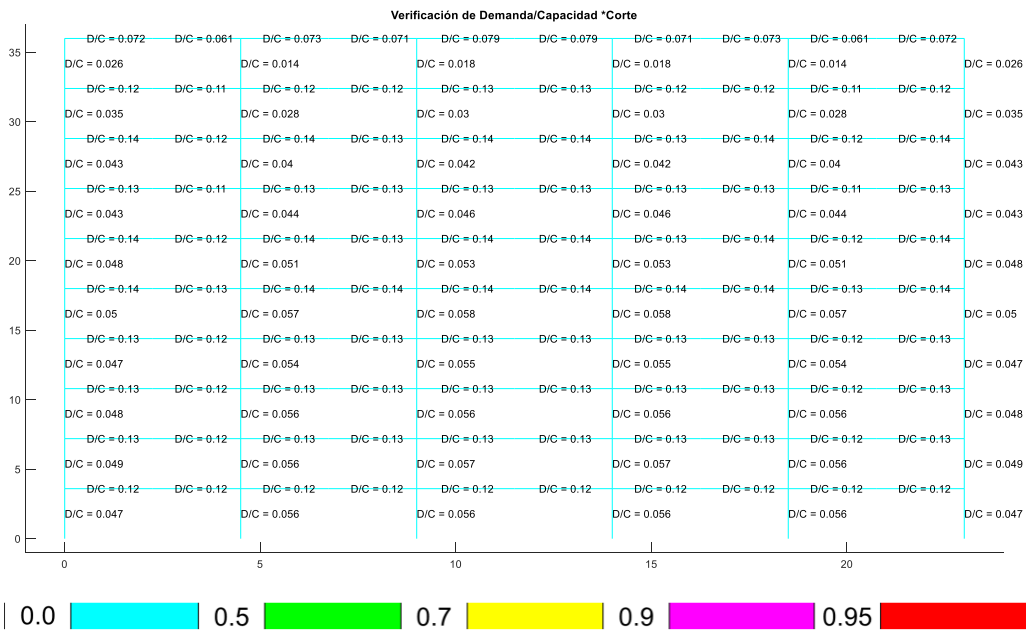 Verificación de Demanda/Capacidad *Corte
35 D/C = 0.072 D/C = 0.061 D/C = 0.073 D/C = 0.071 D/C = 0.079 D/C = 0.079 D/C = 0.071 D/C = 0.073 D/C = 0.061 D/C = 0.072
D/C = 0.026 D/C = 0.014 D/C = 0.018 D/C = 0.018 D/C = 0.014 D/C = 0.026
D/C = 0.12 D/C = 0.11 D/C = 0.12 D/C = 0.12 D/C = 0.13 D/C = 0.13 D/C = 0.12 D/C = 0.12 D/C = 0.11 D/C = 0.12
30 D/C = 0.035 D/C = 0.028 D/C = 0.03 D/C = 0.03 D/C = 0.028 D/C = 0.035
D/C = 0.14 D/C = 0.12 D/C = 0.14 D/C = 0.13 D/C = 0.14 D/C = 0.14 D/C = 0.13 D/C = 0.14 D/C = 0.12 D/C = 0.14
D/C = 0.043 D/C = 0.04 D/C = 0.042 D/C = 0.042 D/C = 0.04 D/C = 0.043
25 D/C = 0.13 D/C = 0.11 D/C = 0.13 D/C = 0.13 D/C = 0.13 D/C = 0.13 D/C = 0.13 D/C = 0.13 D/C = 0.11 D/C = 0.13
D/C = 0.043 D/C = 0.044 D/C = 0.046 D/C = 0.046 D/C = 0.044 D/C = 0.043
D/C = 0.14 D/C = 0.12 D/C = 0.14 D/C = 0.13 D/C = 0.14 D/C = 0.14 D/C = 0.13 D/C = 0.14 D/C = 0.12 D/C = 0.14
20 D/C = 0.048 D/C = 0.051 D/C = 0.053 D/C = 0.053 D/C = 0.051 D/C = 0.048
D/C = 0.14 D/C = 0.13 D/C = 0.14 D/C = 0.14 D/C = 0.14 D/C = 0.14 D/C = 0.14 D/C = 0.14 D/C = 0.13 D/C = 0.14
D/C = 0.05 D/C = 0.057 D/C = 0.058 D/C = 0.058 D/C = 0.057 D/C = 0.05
15 D/C = 0.13 D/C = 0.12 D/C = 0.13 D/C = 0.13 D/C = 0.13 D/C = 0.13 D/C = 0.13 D/C = 0.13 D/C = 0.12 D/C = 0.13
D/C = 0.047 D/C = 0.054 D/C = 0.055 D/C = 0.055 D/C = 0.054 D/C = 0.047
D/C = 0.13 D/C = 0.12 D/C = 0.13 D/C = 0.13 D/C = 0.13 D/C = 0.13 D/C = 0.13 D/C = 0.13 D/C = 0.12 D/C = 0.13
10 D/C = 0.048 D/C = 0.056 D/C = 0.056 D/C = 0.056 D/C = 0.056 D/C = 0.048
D/C = 0.13 D/C = 0.12 D/C = 0.13 D/C = 0.13 D/C = 0.13 D/C = 0.13 D/C = 0.13 D/C = 0.13 D/C = 0.12 D/C = 0.13
5 D/C = 0.049 D/C = 0.056 D/C = 0.057 D/C = 0.057 D/C = 0.056 D/C = 0.049
D/C = 0.12 D/C = 0.12 D/C = 0.12 D/C = 0.12 D/C = 0.12 D/C = 0.12 D/C = 0.12 D/C = 0.12 D/C = 0.12 D/C = 0.12
D/C = 0.047 D/C = 0.056 D/C = 0.056 D/C = 0.056 D/C = 0.056 D/C = 0.047
0
0 5 10 15 20
0.0 0.5 0.7 0.9 0.95